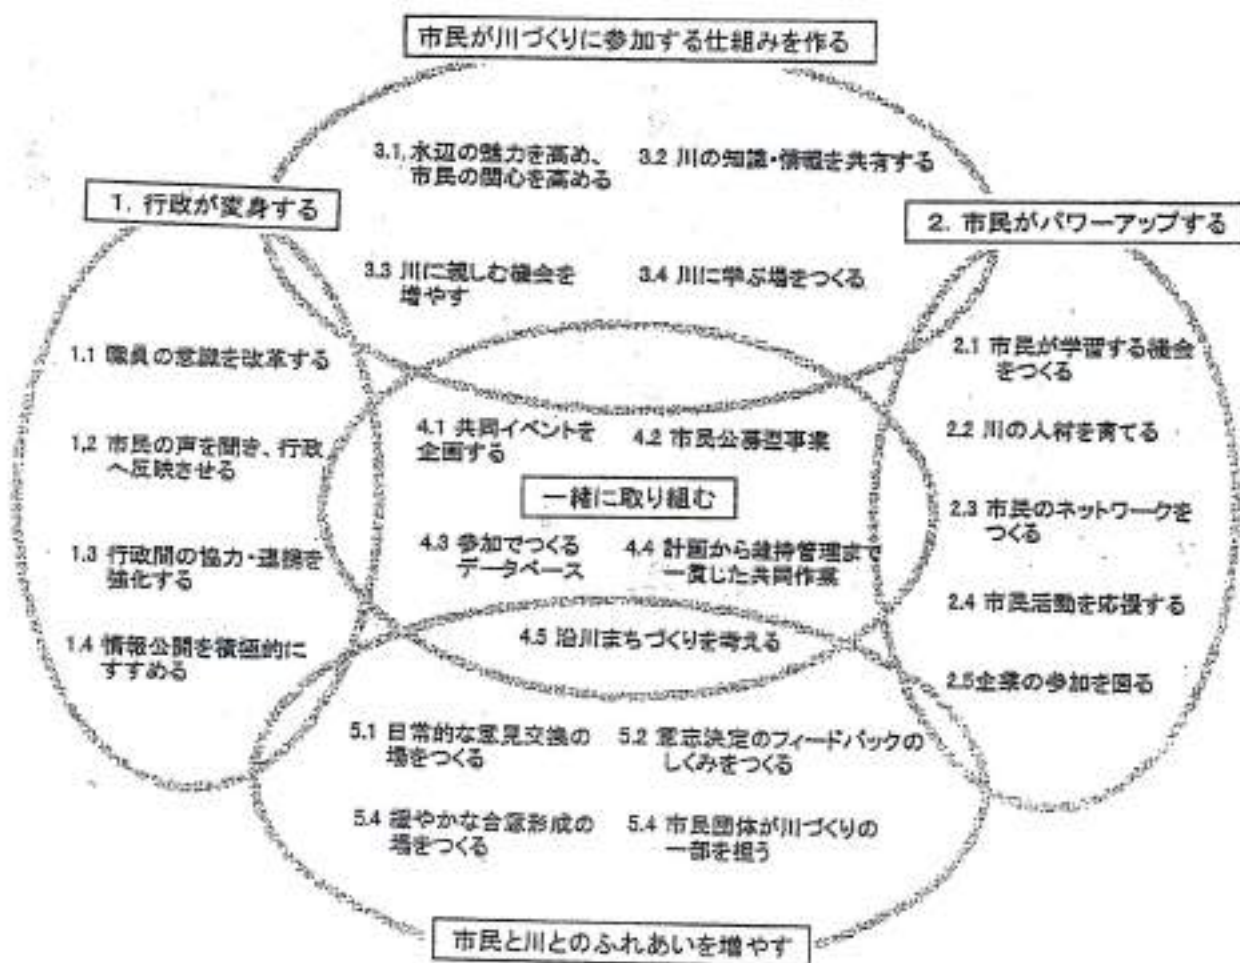 市民が川づくりに参加する仕組みを作る
3.1. 水辺の魅力を高め、
市民の関心を高める
3.2 川の知識・情報を共有する
1. 行政が変身する
2. 市民がパワーアップする
3.3 川に親しむ機会を
増やす
3.4 川に学ぶ場をつくる
1.1 職員の意識を改革する
2.1 市民が学習する機会
をつくる
4.1 共同イベントを
企画する
4.2 市民公募型事業
1.2 市民の声を聞き、行政
へ反映させる
2.2 川の人材を育てる
一緒に取り組む
2.3 市民のネットワークを
つくる
4.3 参加でつくる
データベース
4.4 計画から維持管理まで
一貫した共同作業
1.3 行政間の協力・連携を
強化する
2.4 市民活動を応援する
4.5 沿川まちづくりを考える
1.4 情報公開を積極的に
すすめる
2.5企業の参加を図る
5.1 日常的な意見交換の
場をつくる
5.2 意志決定のフィードバックの
しくみをつくる
5.4 緩やかな合意形成の
場をつくる
5.4 市民団体が川づくりの
一部を担う
市民と川とのふれあいを増やす